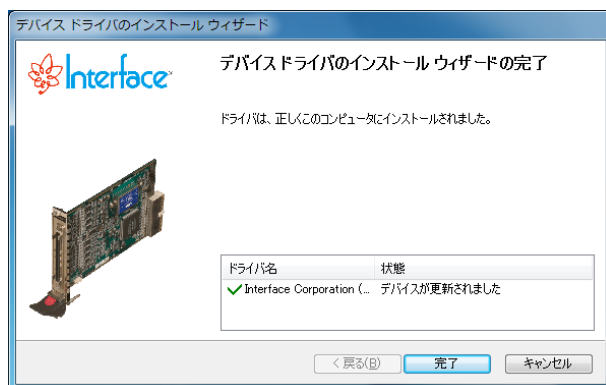 デバイス ドライバのインストール ウィザード
Interface
デバイス ドライバのインストール ウィザードの完了
ドライバは、正しくこのコンピュータにインストールされました。
ドライバ名 状態
Interface Corporation (... デバイスが更新されました
< 戻る(B) 完了 キャンセル